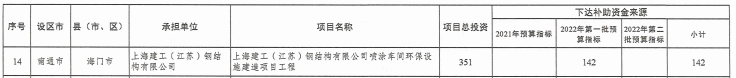 下达补助资金来源
序号 设区市 县（市、区） 承担单位 项目名称 项目总投资 2021年预算指标 2022年第一批预算指标 2022年第二批预算指标 小计
14 南通市 海门市 上海建工（江苏）钢结构有限公司 上海建工（江苏）钢结构有限公司喷涂车间环保设施建造项目工程 351 142 142